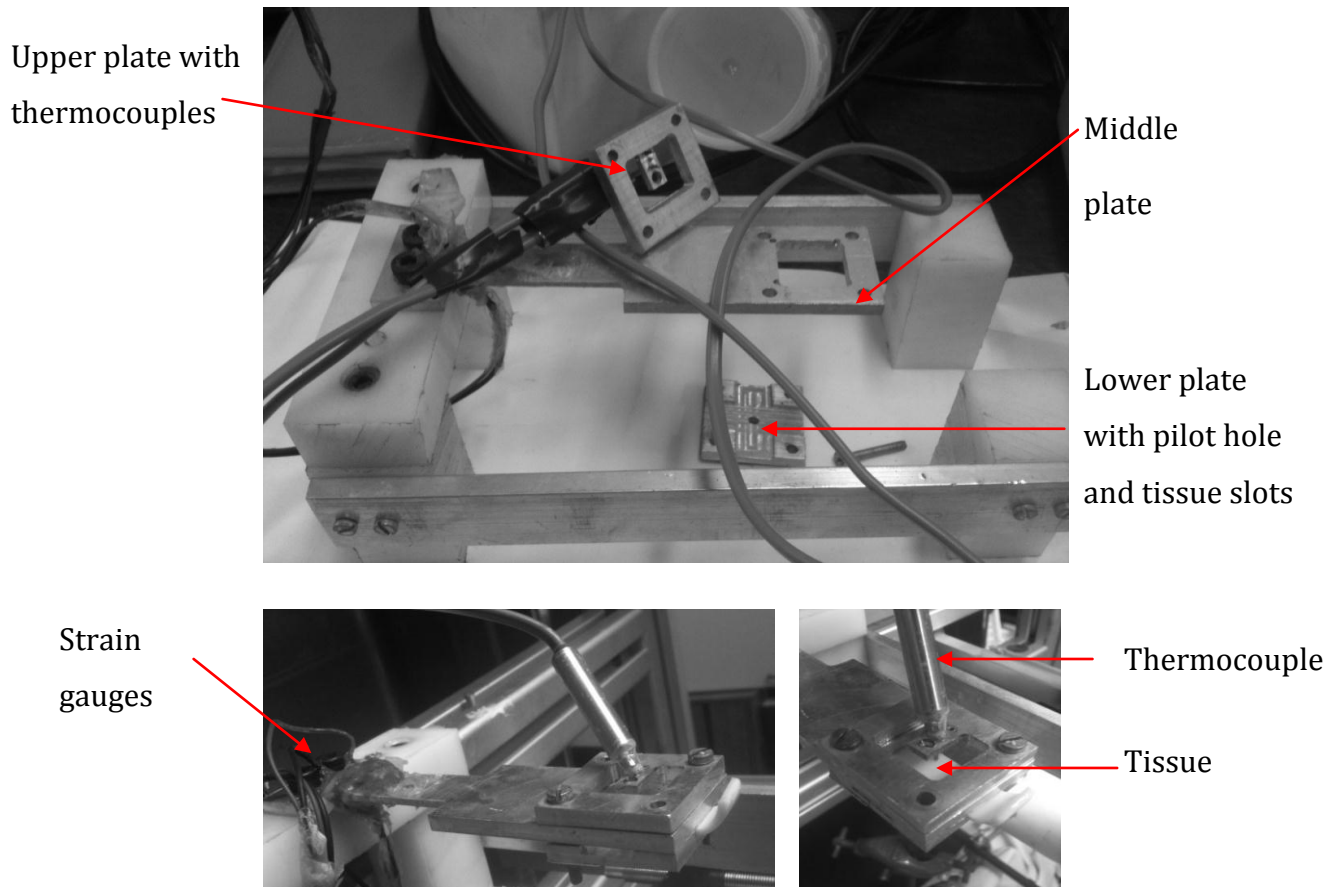 Upper plate with
thermocouples
Middle
plate
Lower plate
with pilot hole
and tissue slots
Strain
gauges
Thermocouple
Tissue